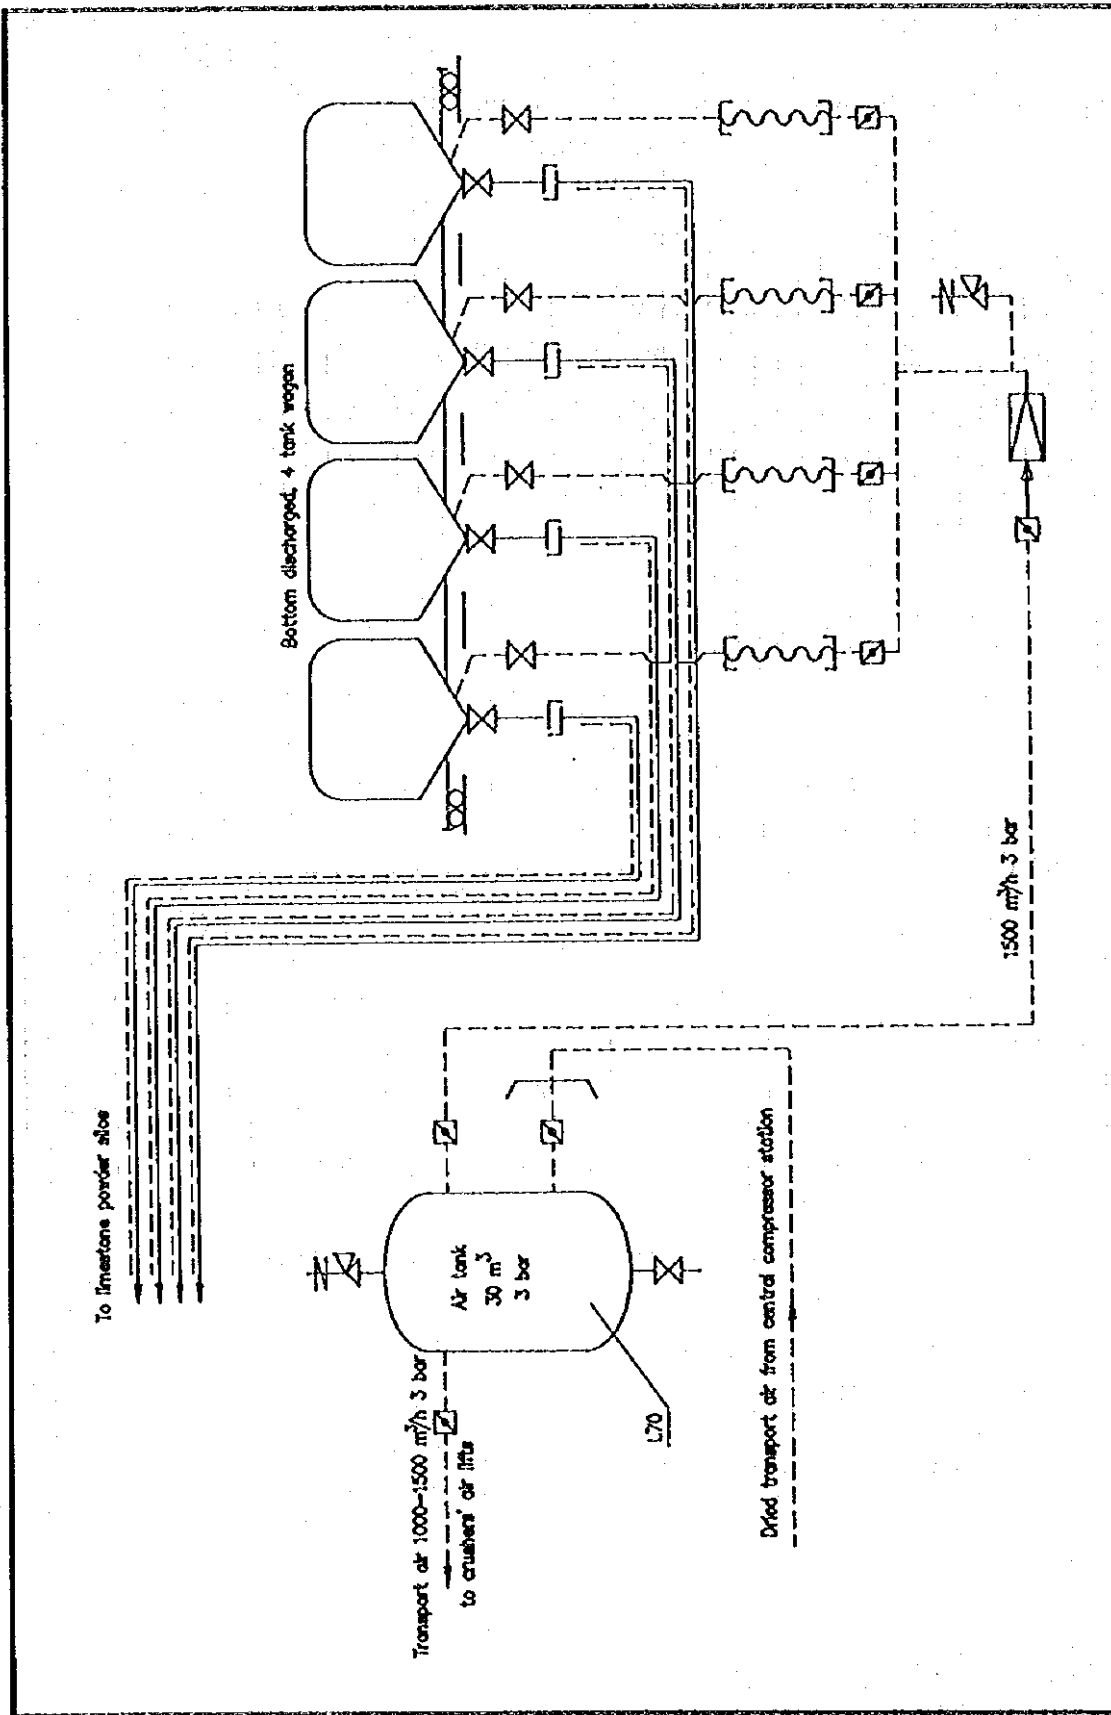 To limestone powder silos
Bottom discharged, 4 tank wagon
Air tank
30 m³
3 bar
Transport air 1000-1500 m³/h 3 bar
to crushers' air lifts
L70
Dried transport air from central compressor station
1500 m³/h 3 bar